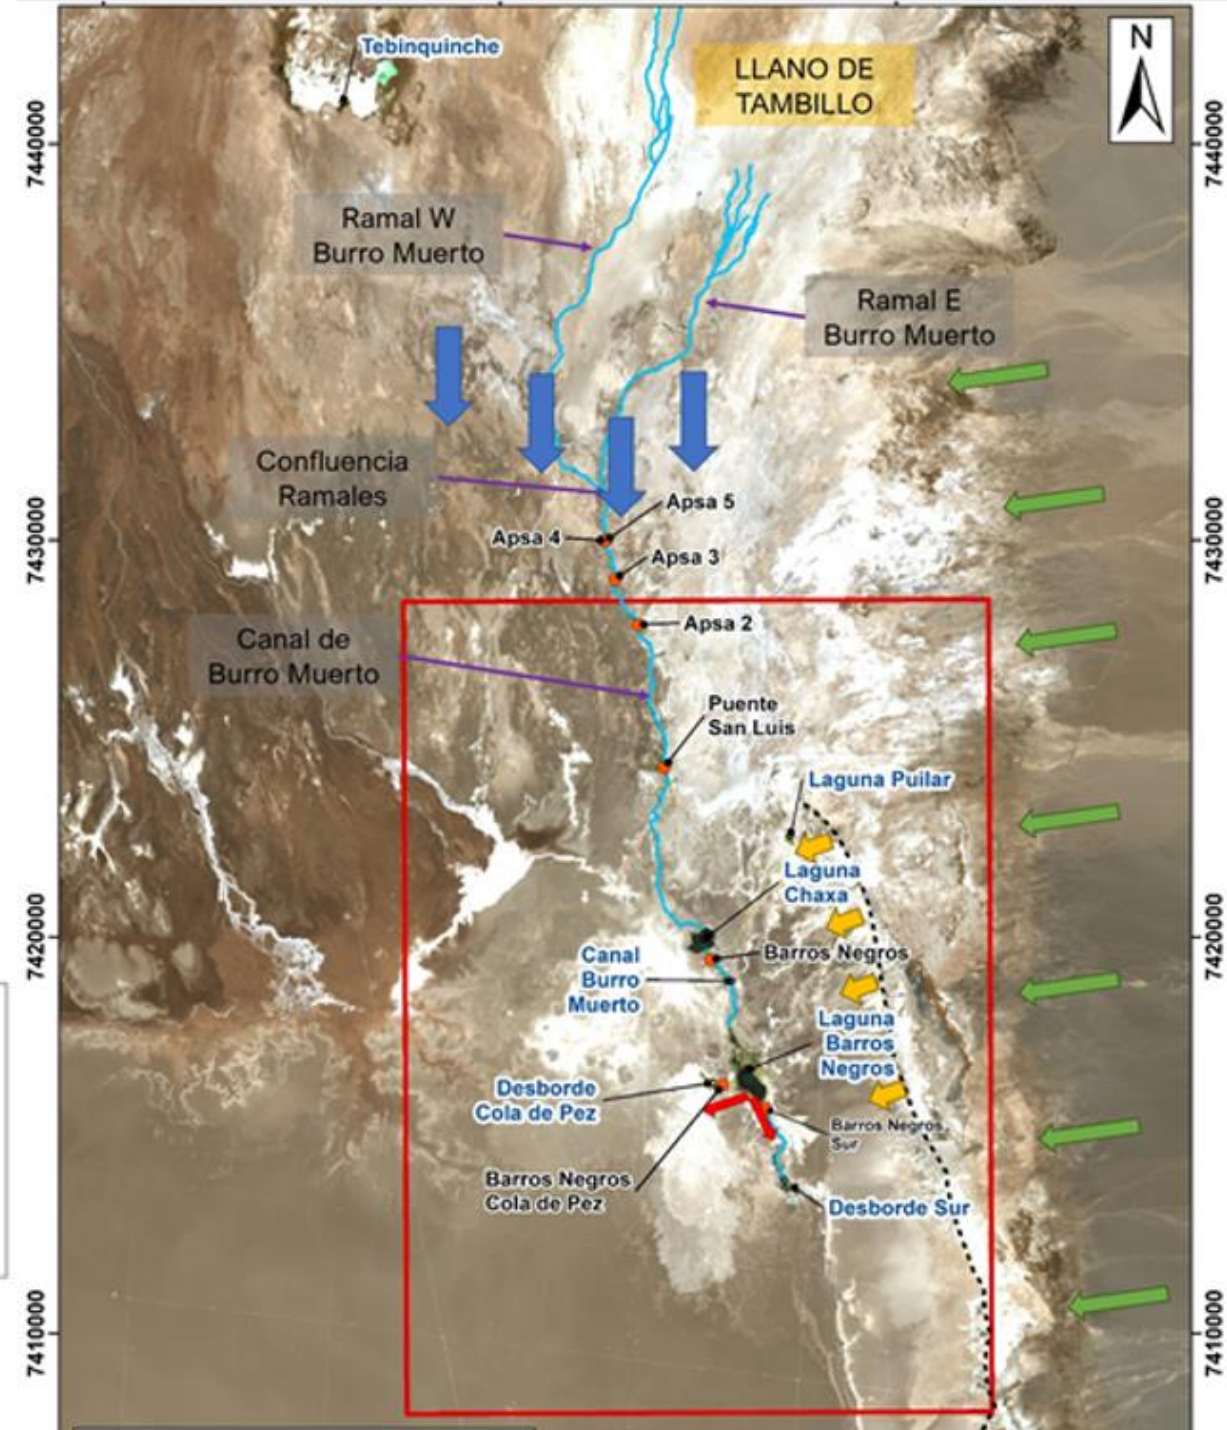 N
Tebinquinche
LLANO DE
TAMBILLO
7440000
7440000
Ramal W
Burro Muerto
Ramal E
Burro Muerto
Confluencia
Ramales
Apsa 5
Apsa 4
7430000
7430000
Apsa 3
Apsa 2
Canal de
Burro Muerto
Puente
San Luis
Laguna Puilar
Laguna
Chaxa
7420000
7420000
Barros Negros
Canal
Burro
Muerto
Laguna
Barros
Negros
Desborde
Cola de Pez
Barros Negros
Sur
Barros Negros
Cola de Pez
Desborde Sur
7410000
7410000